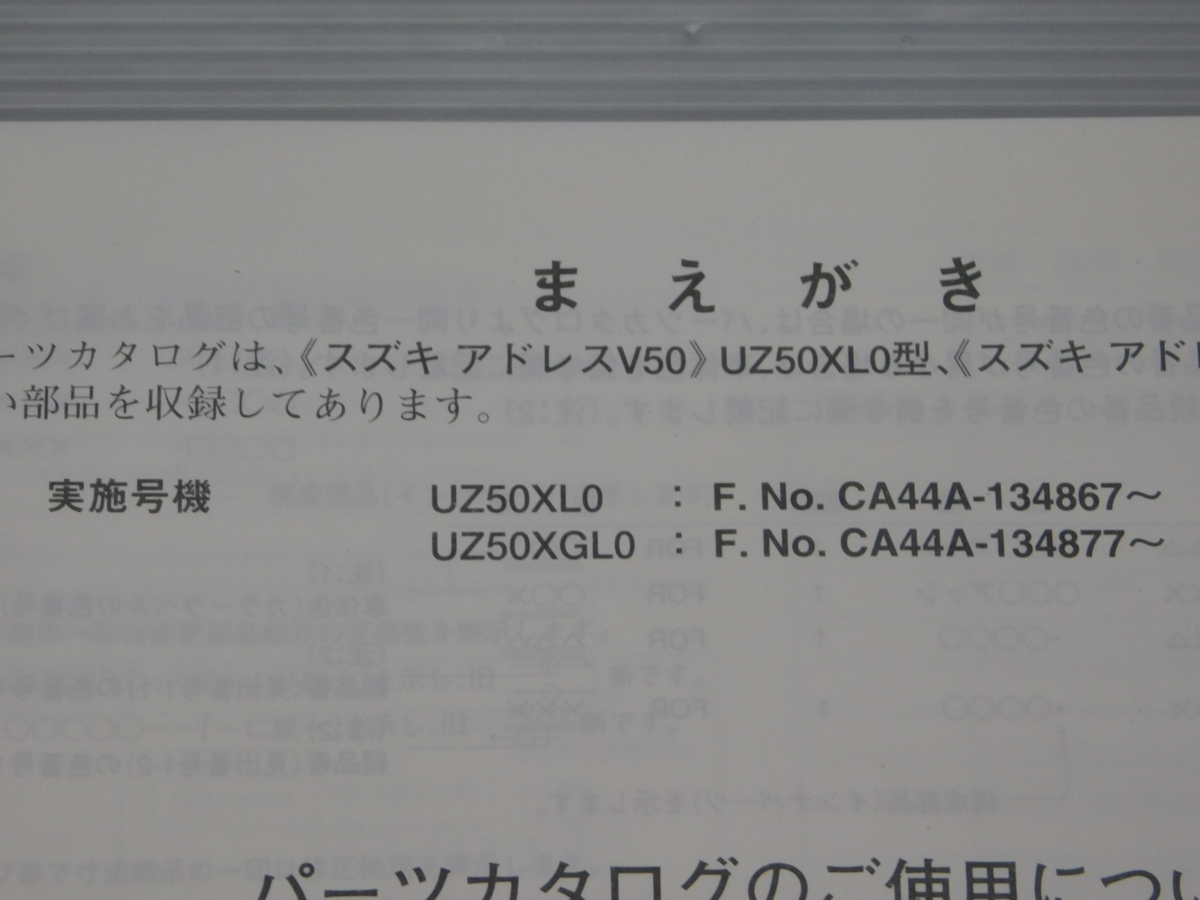 まえがき
ーツカタログは、《スズキ アドレスV50》UZ50XL0型、《スズキ アド
い部品を収録してあります。
実施号機 UZ50XL0 : F. No. CA44A-134867～
UZ50XGL0 : F. No. CA44A-134877～
パーツカタログのご使用につ